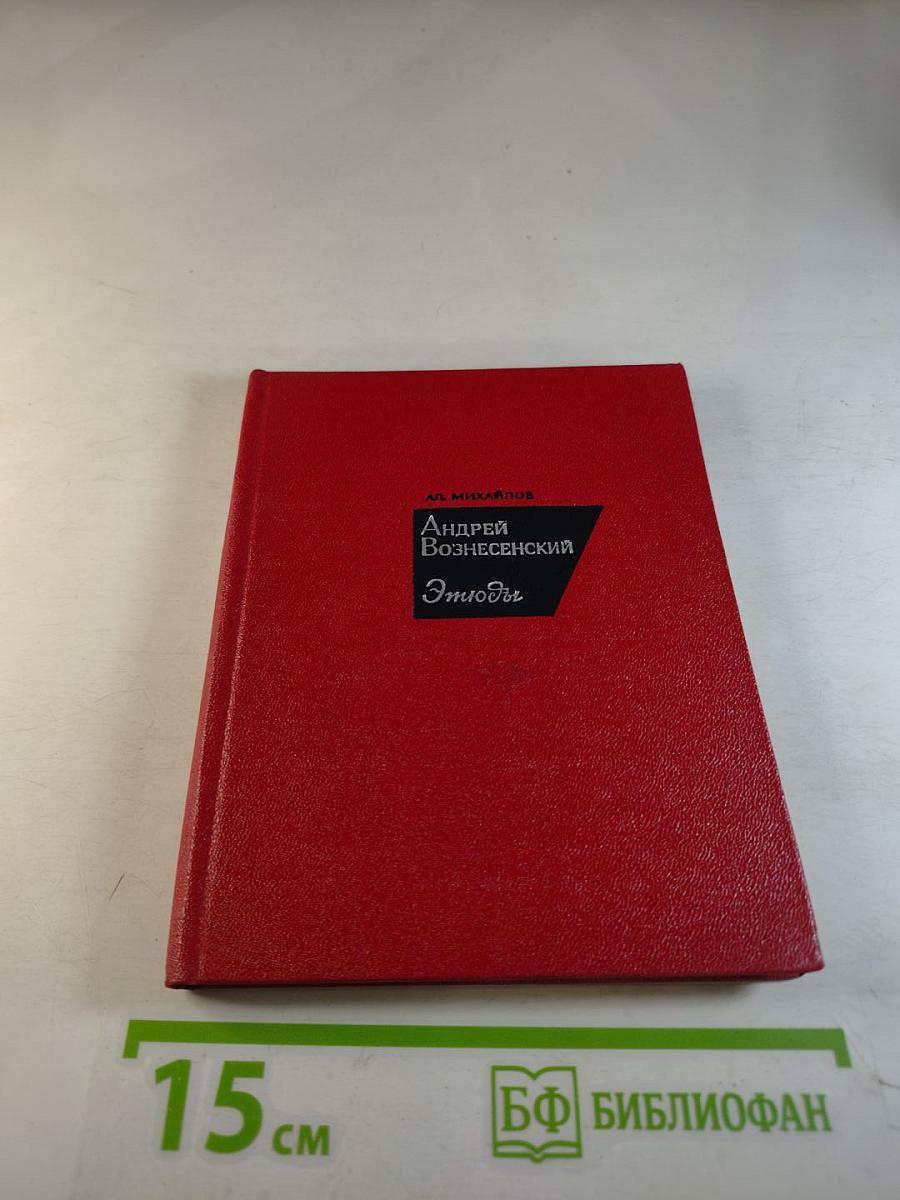 Ал. Михайлов
Андрей
Вознесенский
Этюды
15 см
БФ БИБЛИОФАН